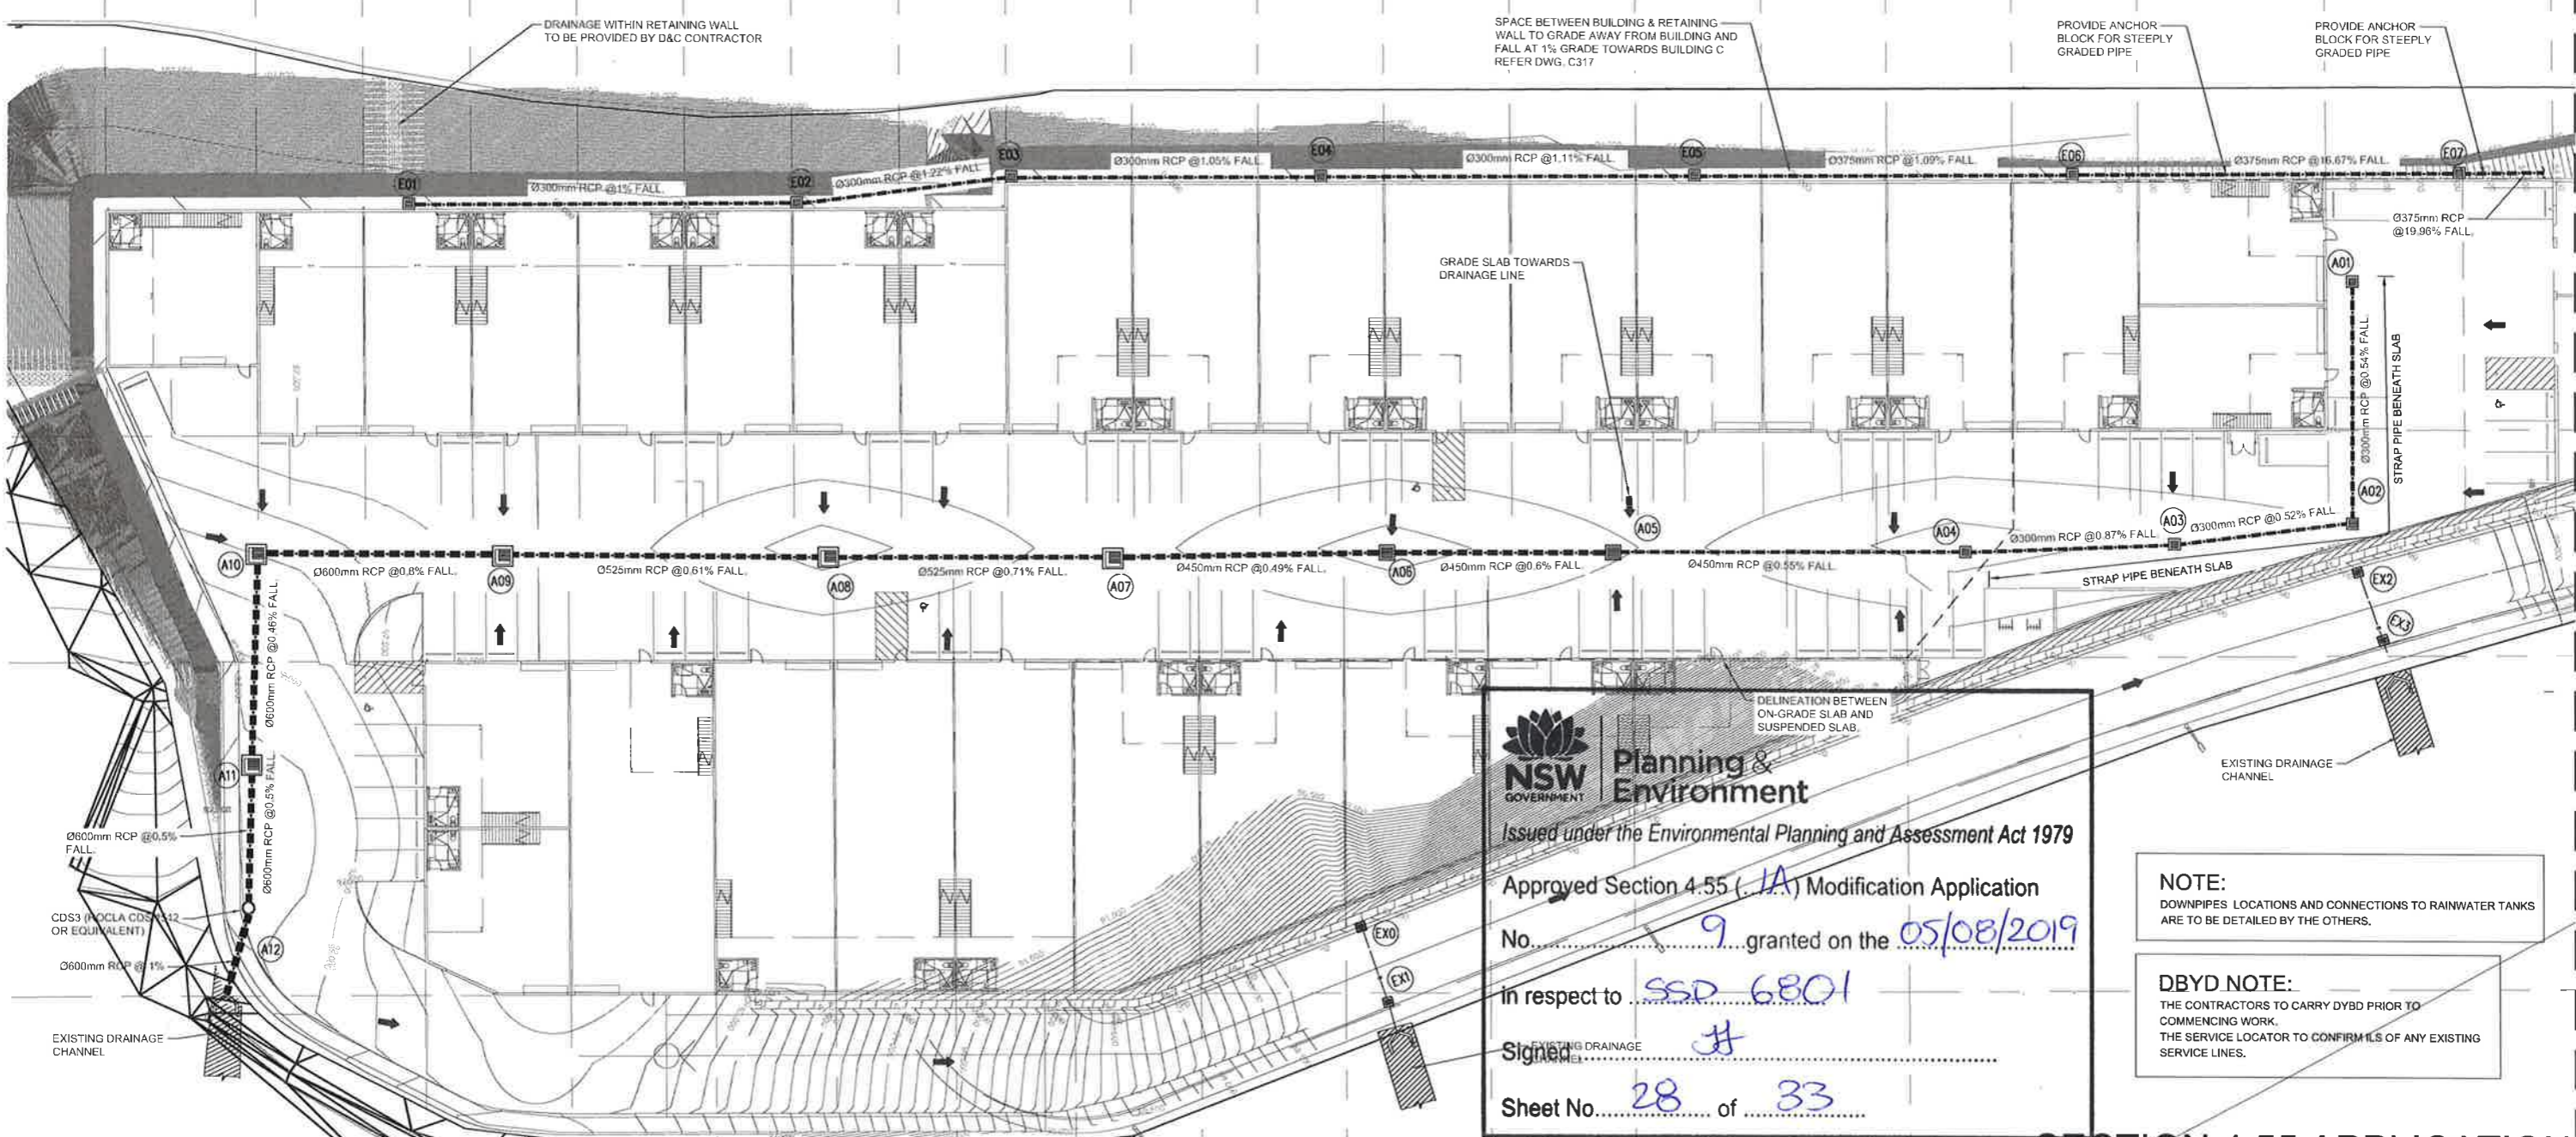 DRAINAGE WITHIN RETAINING WALL
TO BE PROVIDED BY D&C CONTRACTOR
SPACE BETWEEN BUILDING & RETAINING
WALL TO GRADE AWAY FROM BUILDING AND
FALL AT 1% GRADE TOWARDS BUILDING C
REFER DWG. C317
PROVIDE ANCHOR
BLOCK FOR STEEPLY
GRADED PIPE
PROVIDE ANCHOR
BLOCK FOR STEEPLY
GRADED PIPE
E01
Ø300mm RCP @1% FALL.
E02
Ø300mm RCP @1.22% FALL
E03
Ø300mm RCP @1.05% FALL.
E04
Ø300mm RCP @1.11% FALL.
E05
Ø375mm RCP @1.09% FALL.
E06
Ø375mm RCP @16.67% FALL.
E07
Ø375mm RCP
@19.96% FALL.
GRADE SLAB TOWARDS
DRAINAGE LINE
A01
Ø300mm RCP @0.54% FALL.
STRAP PIPE BENEATH SLAB
A02
A03
Ø300mm RCP @0.52% FALL
A04
Ø300mm RCP @0.87% FALL
A05
Ø450mm RCP @0.55% FALL
STRAP PIPE BENEATH SLAB
A06
Ø450mm RCP @0.6% FALL.
Ø450mm RCP @0.49% FALL.
A07
Ø525mm RCP @0.71% FALL.
A08
Ø525mm RCP @0.61% FALL.
A09
Ø600mm RCP @0.8% FALL.
A10
Ø600mm RCP @0.46% FALL.
A11
Ø600mm RCP @0.5% FALL
Ø600mm RCP @0.5%
FALL.
CDS3 (ROCLA CDS
OR EQUIVALENT)
A12
Ø600mm RCP @ 1%
EXISTING DRAINAGE
CHANNEL
EX2
EX3
EX0
EX1
EXISTING DRAINAGE
CHANNEL
DELINEATION BETWEEN
ON-GRADE SLAB AND
SUSPENDED SLAB.
NSW
GOVERNMENT
Planning &
Environment
Issued under the Environmental Planning and Assessment Act 1979
Approved Section 4.55 (..1A) Modification Application
No. 9 granted on the 05/08/2019
in respect to SSD 6801
Signed
EXISTING DRAINAGE
CHANNEL
Sheet No. 28 of 33
NOTE:
DOWNPIPES LOCATIONS AND CONNECTIONS TO RAINWATER TANKS
ARE TO BE DETAILED BY THE OTHERS.
DBYD NOTE:
THE CONTRACTORS TO CARRY DYBD PRIOR TO
COMMENCING WORK.
THE SERVICE LOCATOR TO CONFIRM ILS OF ANY EXISTING
SERVICE LINES.
SECTION 4.55 APPLICATION